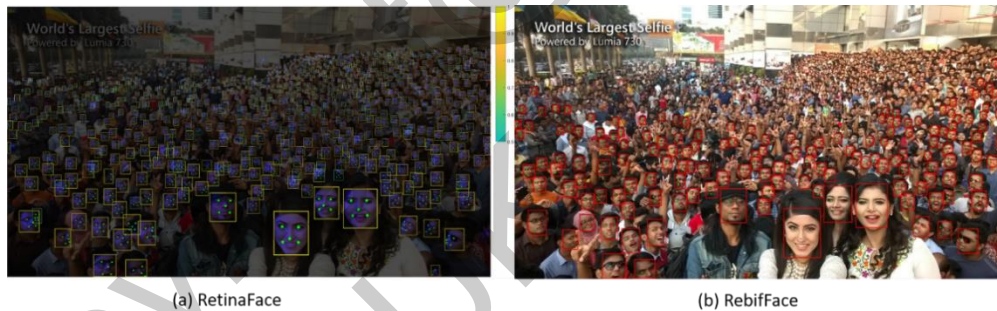 World's Largest Selfie
Powered by Lumia 730
World's Largest Selfie
Powered by Lumia 730
(a) RetinaFace
(b) RebifFace